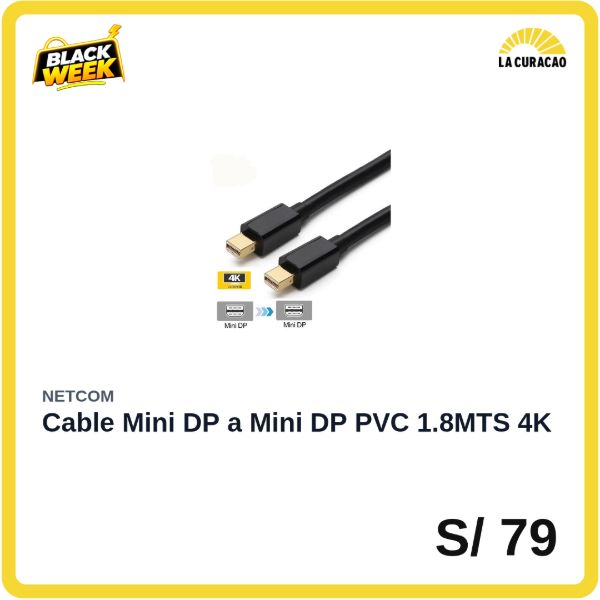 BLACK
WEEK
LA CURACAO
4K
Mini DP
Mini DP
NETCOM
Cable Mini DP a Mini DP PVC 1.8MTS 4K
S/ 79